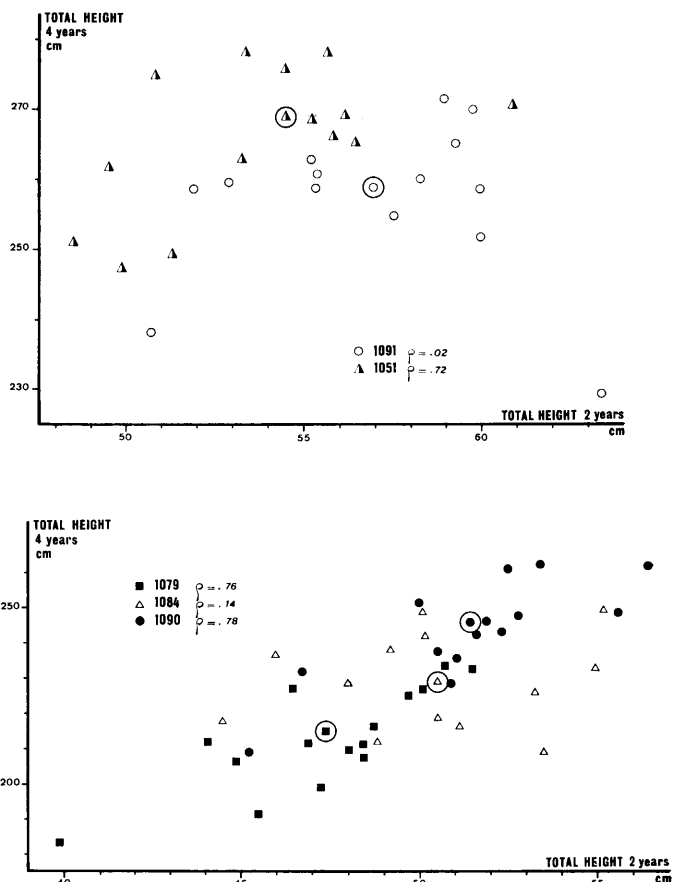 TOTAL HEIGHT
4 years
cm
270
250
230
1091 ρ = .02
1051 ρ = .72
TOTAL HEIGHT 2 years
cm
50
55
60
TOTAL HEIGHT
4 years
cm
1079 ρ = .76
1084 ρ = .14
1090 ρ = .78
250
200
TOTAL HEIGHT 2 years
cm